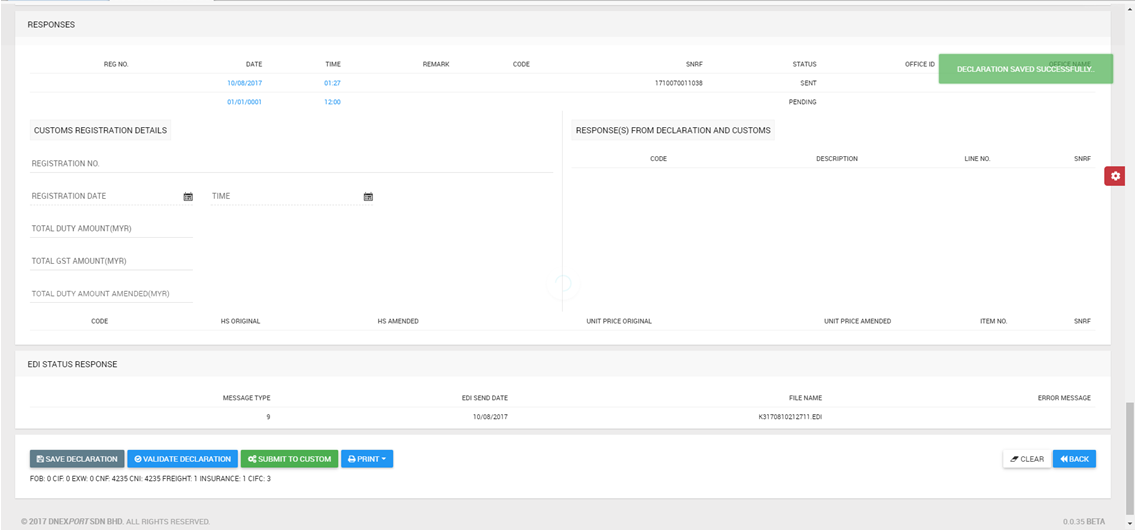 RESPONSES
REG NO. DATE TIME REMARK CODE SNRF STATUS OFFICE ID OFFICE NAME
DECLARATION SAVED SUCCESSFULLY..
10/08/2017 01:27 1710070011038 SENT
01/01/0001 12:00 PENDING
CUSTOMS REGISTRATION DETAILS
REGISTRATION NO.
REGISTRATION DATE TIME
TOTAL DUTY AMOUNT(MYR)
TOTAL GST AMOUNT(MYR)
TOTAL DUTY AMOUNT AMENDED(MYR)
RESPONSE(S) FROM DECLARATION AND CUSTOMS
CODE DESCRIPTION LINE NO. SNRF
CODE HS ORIGINAL HS AMENDED UNIT PRICE ORIGINAL UNIT PRICE AMENDED ITEM NO. SNRF
EDI STATUS RESPONSE
MESSAGE TYPE EDI SEND DATE FILE NAME ERROR MESSAGE
9 10/08/2017 K3170810212711.EDI
SAVE DECLARATION VALIDATE DECLARATION SUBMIT TO CUSTOM PRINT CLEAR BACK
FOB: 0 CIF: 0 EXW: 0 CNF: 4235 CNI: 4235 FREIGHT: 1 INSURANCE: 1 CIFC: 3
© 2017 DNEXPORT SDN BHD. ALL RIGHTS RESERVED. 0.0.35 BETA